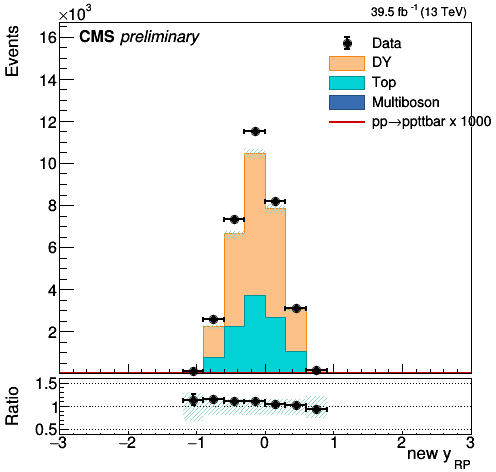 ×10³
39.5 fb⁻¹ (13 TeV)
Events
CMS preliminary
Data
DY
Top
Multiboson
pp→ppttbar x 1000
16
14
12
10
8
6
4
2
Ratio
1.5
1
0.5
−3 −2 −1 0 1 2 3
new y_RP